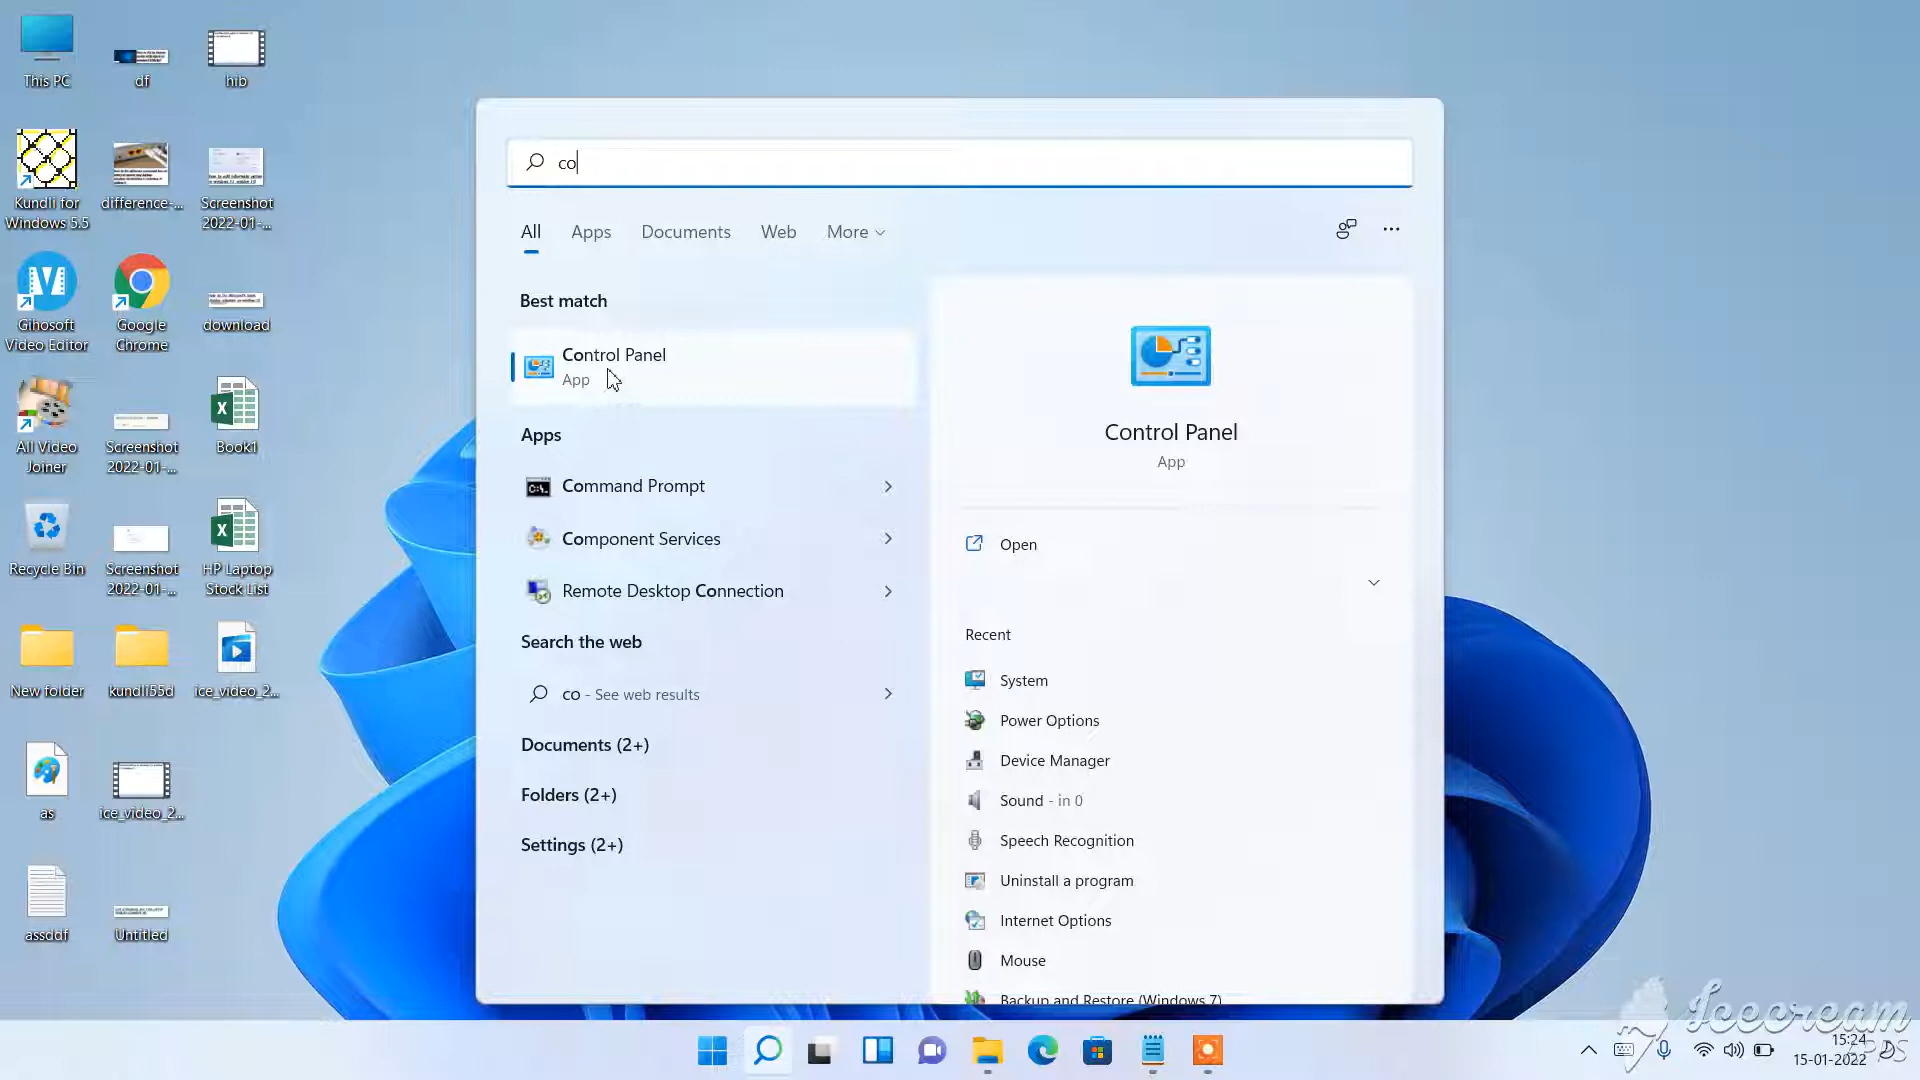 This PC
df
hib
Kundli for
Windows 5.5
difference-...
Screenshot
2022-01-...
Gihosoft
Video Editor
Google
Chrome
download
All Video
Joiner
Screenshot
2022-01-...
Book1
Recycle Bin
Screenshot
2022-01-...
HP Laptop
Stock List
New folder
kundli55d
ice_video_2...
as
ice_video_2...
assddf
Untitled
co
All Apps Documents Web More
Best match
Control Panel
App
Apps
Command Prompt
Component Services
Remote Desktop Connection
Search the web
co - See web results
Documents (2+)
Folders (2+)
Settings (2+)
Control Panel
App
Open
Recent
System
Power Options
Device Manager
Sound - in 0
Speech Recognition
Uninstall a program
Internet Options
Mouse
Backup and Restore (Windows 7)
Icecream
APPS
15:24
15-01-2022